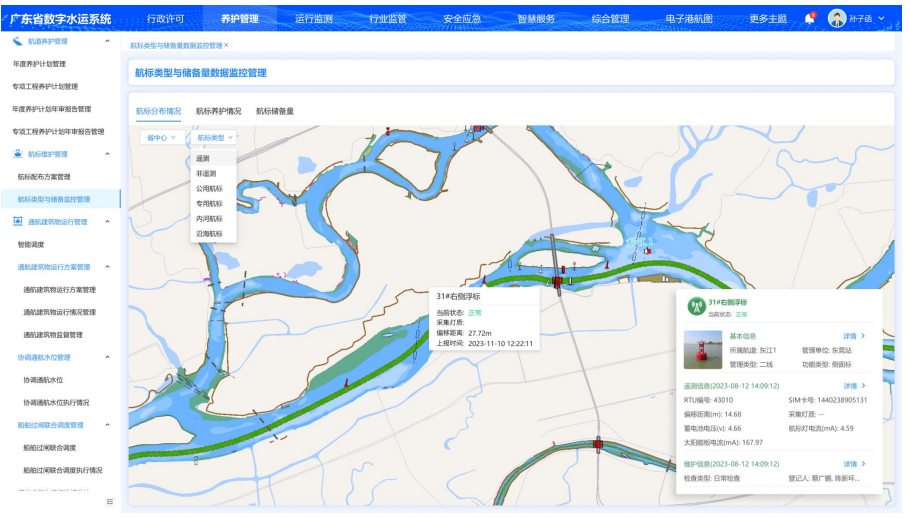 广东省数字水运系统
行政许可 养护管理 运行监测 行业监管 安全应急 智慧服务 综合管理 电子港航图 更多主题 孙子函
航道养护管理
年度养护计划管理
专项工程养护计划管理
年度养护计划年审报告管理
专项工程养护计划年审报告管理
航标维护管理
航标配布方案管理
航标类型与储备监控管理
通航建筑物运行管理
智能调度
通航建筑物运行方案管理
通航建筑物运行方案管理
通航建筑物运行情况管理
通航建筑物监督管理
协调通航水位管理
协调通航水位
协调通航水位执行情况
船舶过闸联合调度管理
船舶过闸联合调度
船舶过闸联合调度执行情况
航标类型与储备量数据监控管理×
航标类型与储备量数据监控管理
航标分布情况 航标养护情况 航标储备量
省中心 航标类型
遥测
非遥测
公用航标
专用航标
内河航标
沿海航标
31#右侧浮标
当前状态: 正常
采集灯质:
偏移距离: 27.72m
上报时间: 2023-11-10 12:22:11
31#右侧浮标
当前状态: 正常
基本信息 详情 >
所属航道: 东江1 管理单位: 东莞站
管理类型: 二线 功能类型: 侧面标
遥测信息(2023-08-12 14:09:12) 详情 >
RTU编号: 43010 SIM卡号: 1440238905131
偏移距离(m): 14.68 采集灯质: --
蓄电池电压(v): 4.66 航标灯电流(mA): 4.59
太阳能板电流(mA): 167.97
维护信息(2023-08-12 14:09:12) 详情 >
检查类型: 日常检查 登记人: 蔡广鹏, 陈新环...